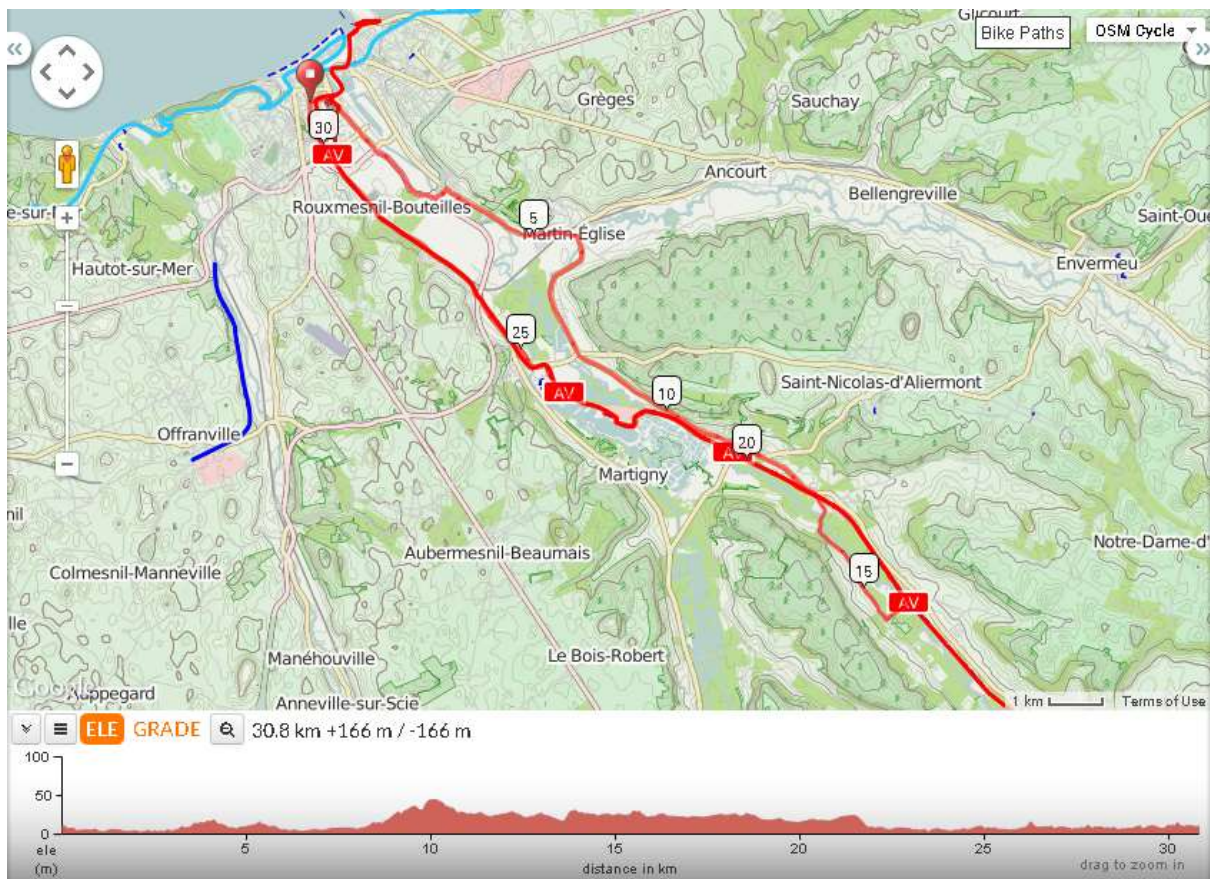 Glicourt
Bike Paths
OSM Cycle
Grèges
Sauchay
30
AV
Ancourt
Bellengreville
Rouxmesnil-Bouteilles
5
Martin-Église
Saint-Oue
Envermeu
Hautot-sur-Mer
25
Saint-Nicolas-d'Aliermont
AV
10
Offranville
20
AV
Martigny
Notre-Dame-d'
Aubermesnil-Beaumais
15
Colmesnil-Manneville
AV
Manéhouville
Le Bois-Robert
Google
Auppegard
Anneville-sur-Scie
1 km
Terms of Use
ELE GRADE 30.8 km +166 m / -166 m
100
50
0
ele
(m)
5 10 15 20 25 30
distance in km
drag to zoom in